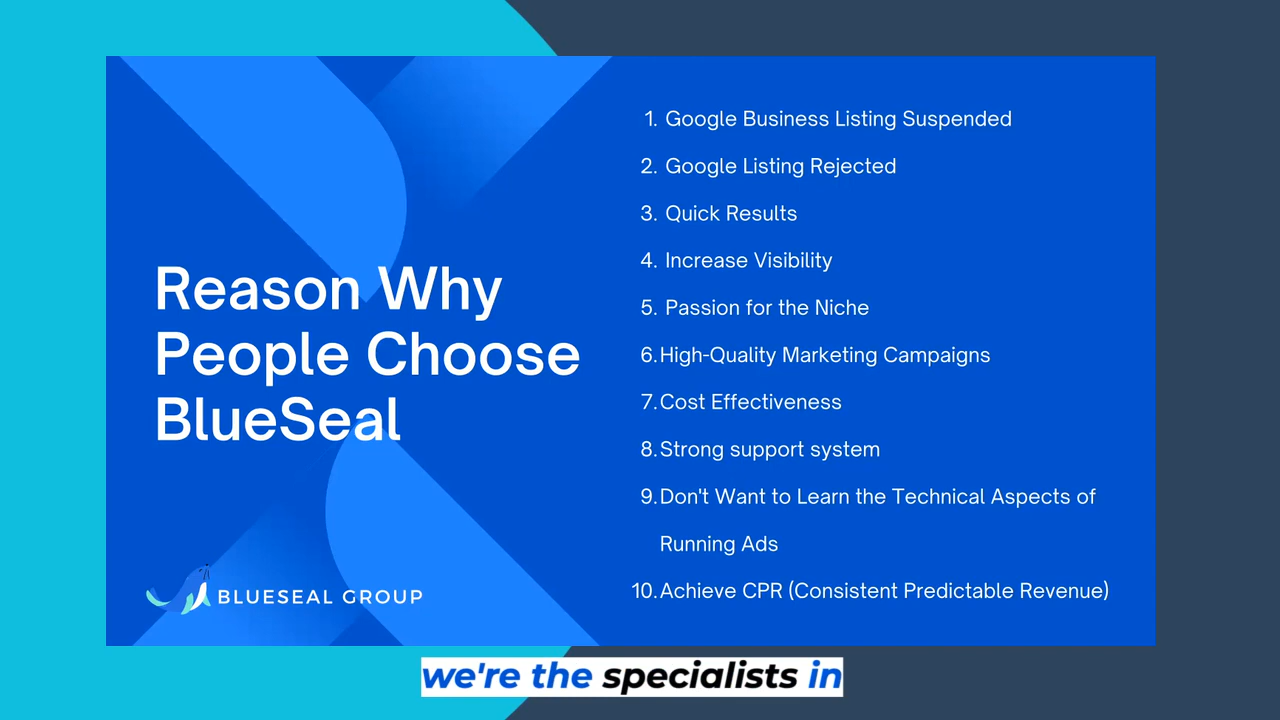 Reason Why
People Choose
BlueSeal
BLUESEAL GROUP
1. Google Business Listing Suspended
2. Google Listing Rejected
3. Quick Results
4. Increase Visibility
5. Passion for the Niche
6. High-Quality Marketing Campaigns
7. Cost Effectiveness
8. Strong support system
9. Don't Want to Learn the Technical Aspects of
Running Ads
10. Achieve CPR (Consistent Predictable Revenue)
we're the specialists in